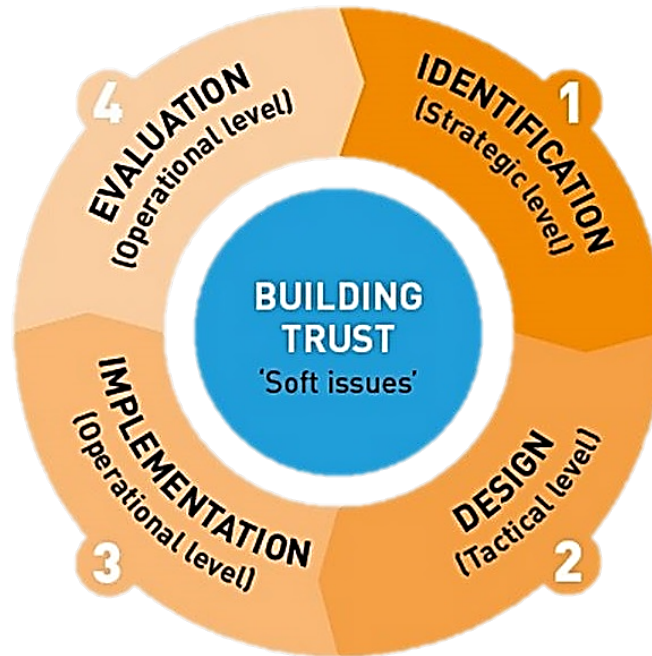 1
IDENTIFICATION
(Strategic level)
2
DESIGN
(Tactical level)
3
IMPLEMENTATION
(Operational level)
4
EVALUATION
(Operational level)
BUILDING
TRUST
‘Soft issues’